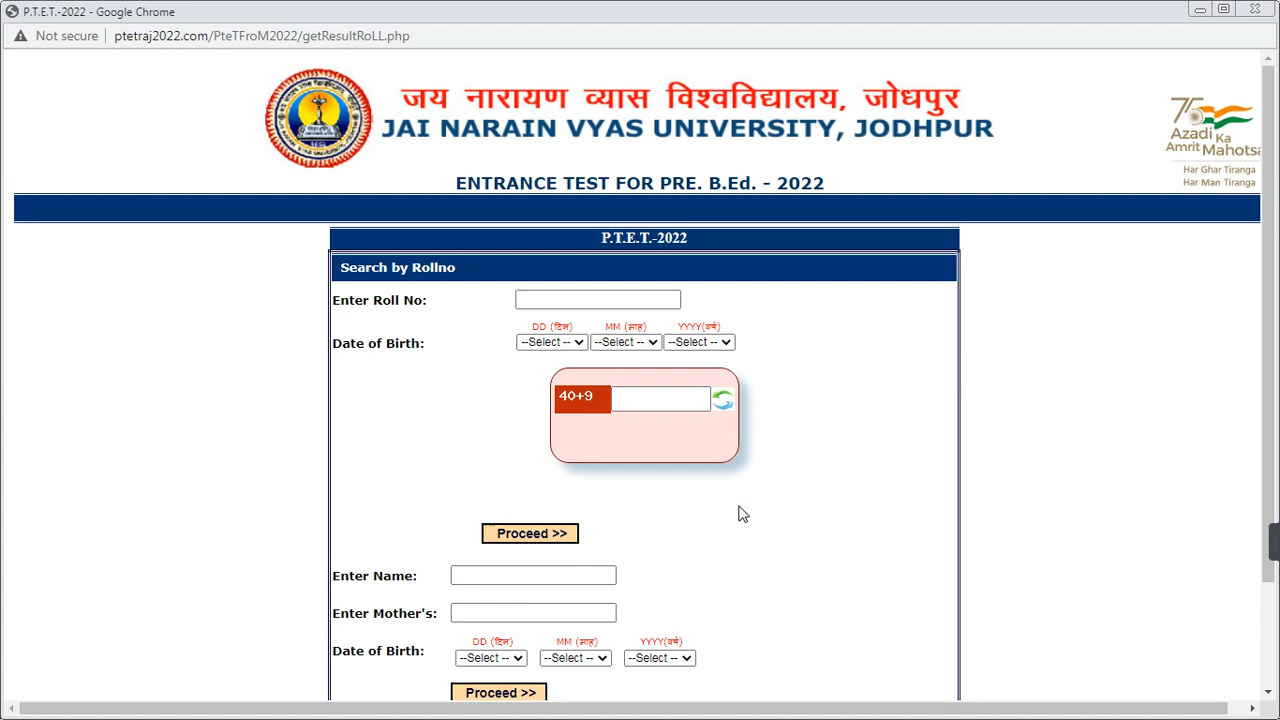 P.T.E.T.-2022 - Google Chrome
Not secure ptetraj2022.com/PteTFroM2022/getResultRoLL.php
जय नारायण व्यास विश्वविद्यालय, जोधपुर
JAI NARAIN VYAS UNIVERSITY, JODHPUR
75
Azadi Ka
Amrit Mahotsa
Har Ghar Tiranga
Har Man Tiranga
ENTRANCE TEST FOR PRE. B.Ed. - 2022
P.T.E.T.-2022
Search by Rollno
Enter Roll No:
DD (दिन) MM (माह) YYYY(वर्ष)
Date of Birth: --Select -- --Select -- --Select --
40+9
Proceed >>
Enter Name:
Enter Mother's:
DD (दिन) MM (माह) YYYY(वर्ष)
Date of Birth: --Select -- --Select -- --Select --
Proceed >>